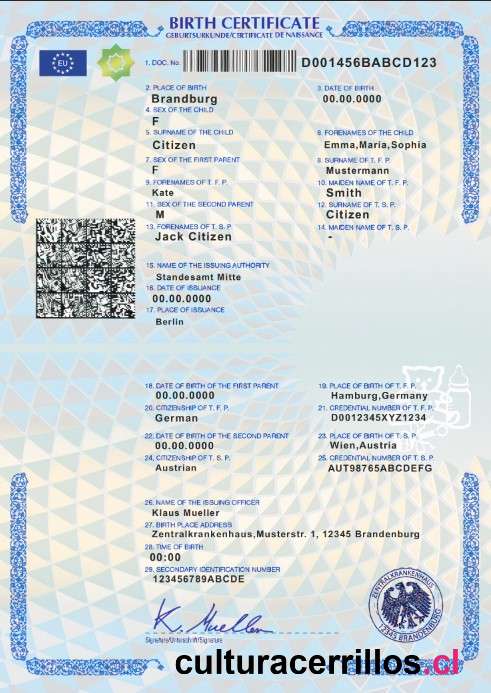 BIRTH CERTIFICATE
GEBURTSURKUNDE/CERTIFICATE DE NAISSANCE
EU
1. DOC. No. D001456BABCD123
2. PLACE OF BIRTH 3. DATE OF BIRTH
Brandburg 00.00.0000
4. SEX OF THE CHILD
F
5. SURNAME OF THE CHILD 6. FORENAMES OF THE CHILD
Citizen Emma,Maria,Sophia
7. SEX OF THE FIRST PARENT 8. SURNAME OF T. F. P.
F Mustermann
9. FORENAMES OF T. F. P. 10. MAIDEN NAME OF T. F. P.
Kate Smith
11. SEX OF THE SECOND PARENT 12. SURNAME OF T. S. P.
M Citizen
13. FORENAMES OF T. S. P. 14. MAIDEN NAME OF T. S. P.
Jack Citizen -
15. NAME OF THE ISSUING AUTHORITY
Standesamt Mitte
16. DATE OF ISSUANCE
00.00.0000
17. PLACE OF ISSUANCE
Berlin
18. DATE OF BIRTH OF THE FIRST PARENT 19. PLACE OF BIRTH OF T. F. P.
00.00.0000 Hamburg,Germany
20. CITIZENSHIP OF T. F. P. 21. CREDENTIAL NUMBER OF T. F. P.
German D0012345XYZ1234
22. DATE OF BIRTH OF THE SECOND PARENT 23. PLACE OF BIRTH OF T. S. P.
00.00.0000 Wien,Austria
24. CITIZENSHIP OF T. S. P. 25. CREDENTIAL NUMBER OF T. S. P.
Austrian AUT98765ABCDEFG
26. NAME OF THE ISSUING OFFICER
Klaus Mueller
27. BIRTH PLACE ADDRESS
Zentralkrankenhaus,Musterstr. 1, 12345 Brandenburg
28. TIME OF BIRTH
00:00
29. SECONDARY IDENTIFICATION NUMBER
123456789ABCDE
K. Muellen
Signature/Unterschrift/Signature
ZENTRALKRANKENHAUS
12345 BRANDENBURG
culturacerrillos.cl